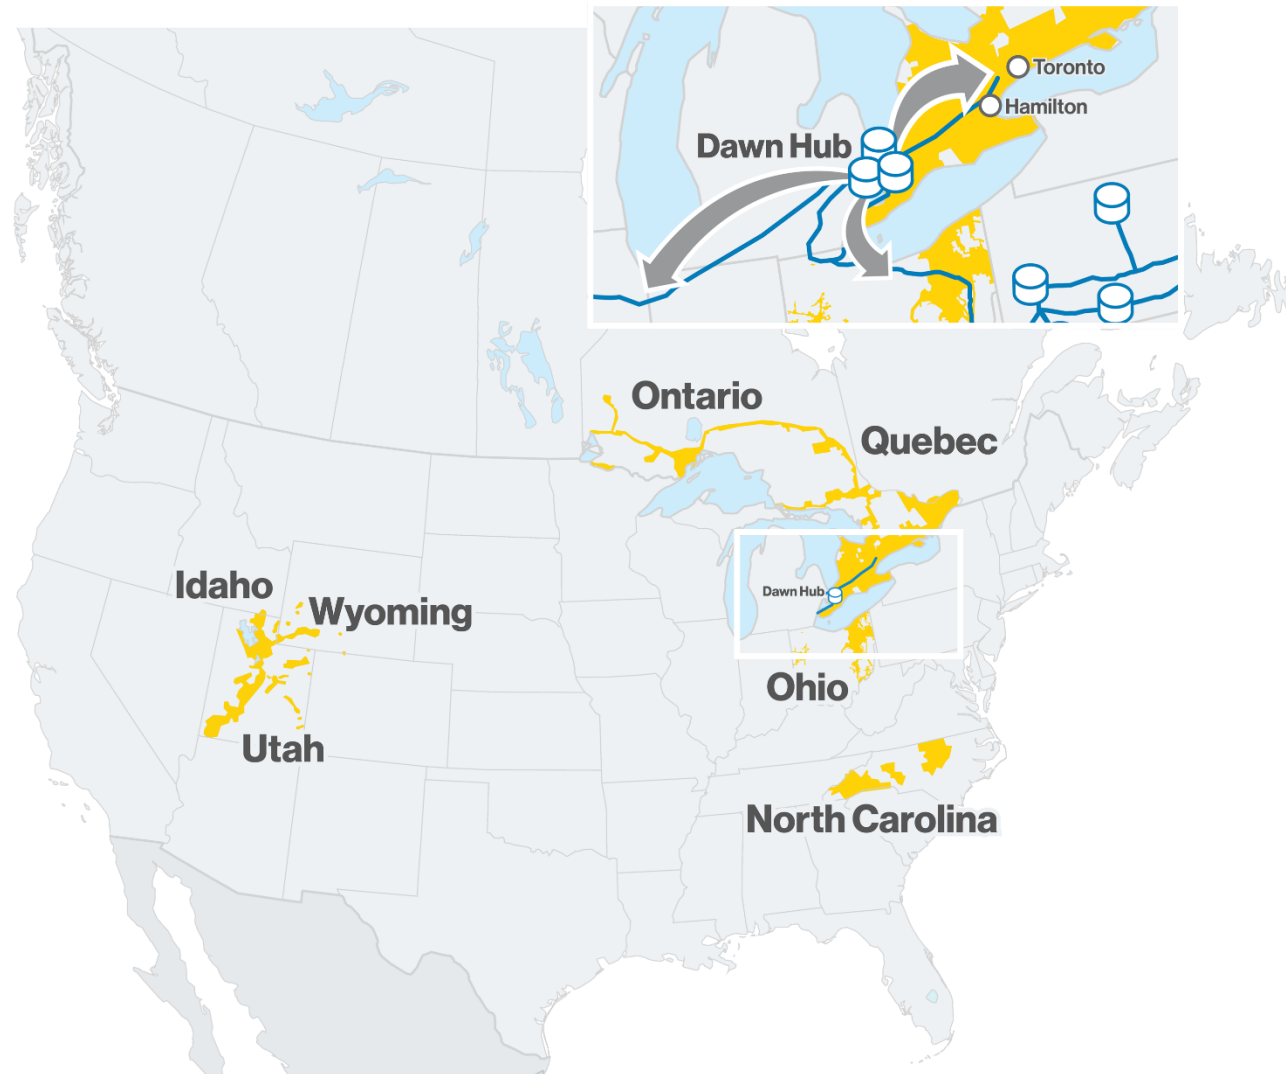 Toronto
Hamilton
Dawn Hub
Ontario
Quebec
Idaho
Wyoming
Dawn Hub
Ohio
Utah
North Carolina